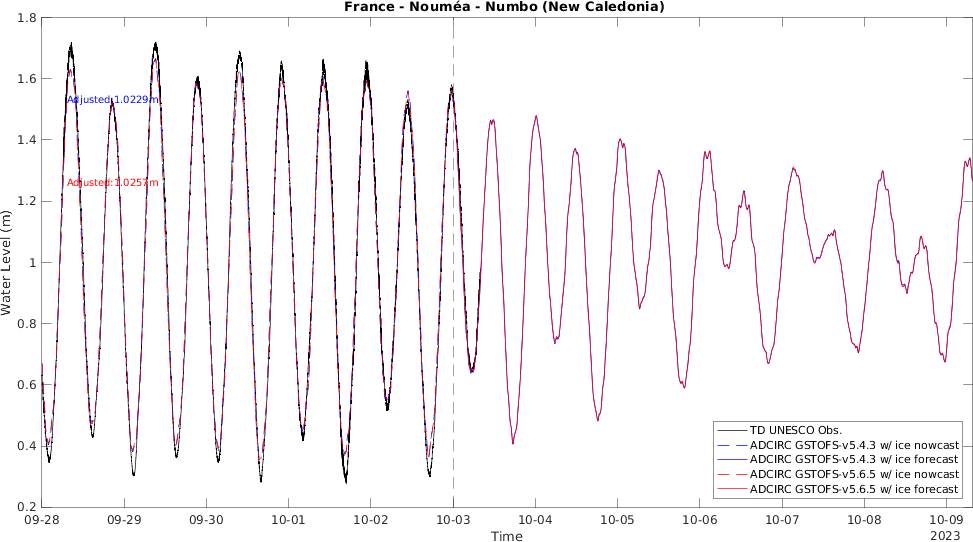 France - Nouméa - Numbo (New Caledonia)
1.8
1.6
1.4
1.2
1
0.8
0.6
0.4
0.2
Water Level (m)
Adjusted:1.0229m
Adjusted:1.0257m
TD UNESCO Obs.
ADCIRC GSTOFS-v5.4.3 w/ ice nowcast
ADCIRC GSTOFS-v5.4.3 w/ ice forecast
ADCIRC GSTOFS-v5.6.5 w/ ice nowcast
ADCIRC GSTOFS-v5.6.5 w/ ice forecast
09-28 09-29 09-30 10-01 10-02 10-03 10-04 10-05 10-06 10-07 10-08 10-09
2023
Time